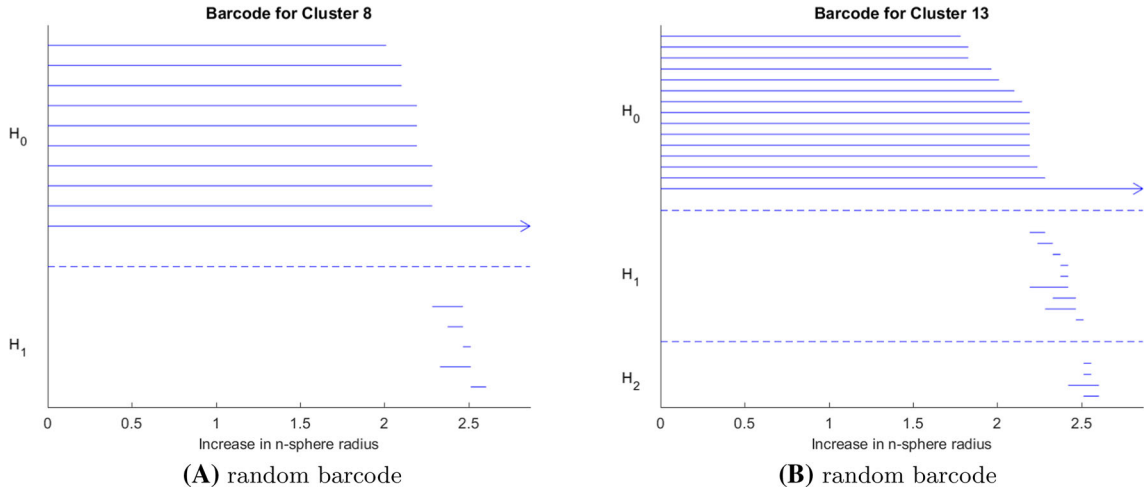 Barcode for Cluster 8
H0
H1
0 0.5 1 1.5 2 2.5
Increase in n-sphere radius
(A) random barcode
Barcode for Cluster 13
H0
H1
H2
0 0.5 1 1.5 2 2.5
Increase in n-sphere radius
(B) random barcode